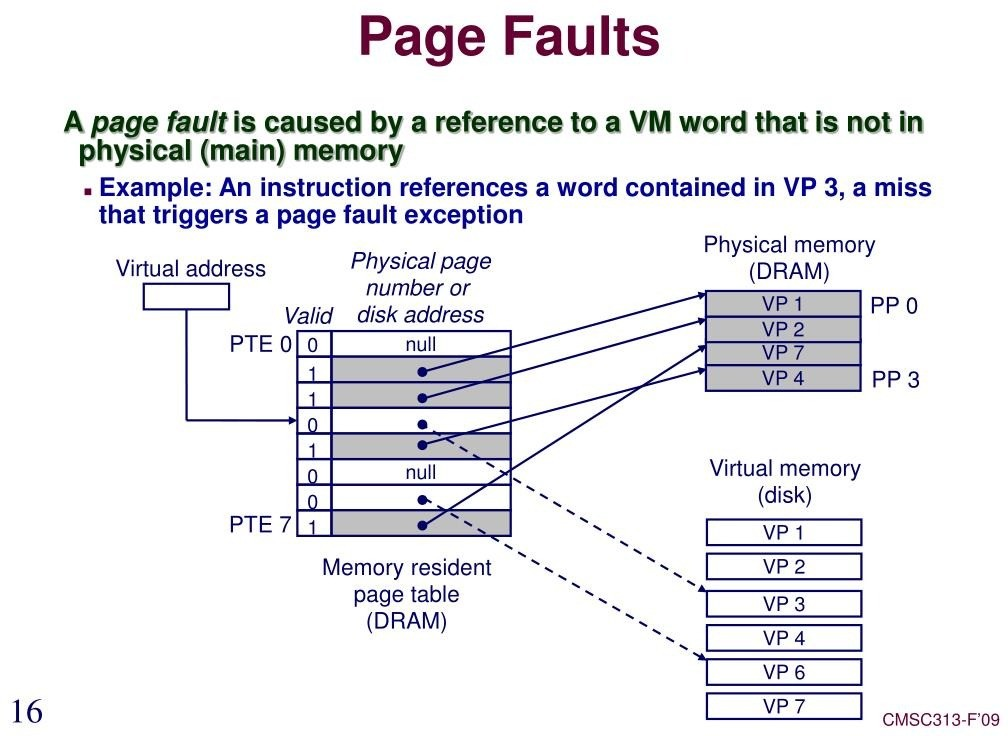 Page Faults
A page fault is caused by a reference to a VM word that is not in
physical (main) memory
Example: An instruction references a word contained in VP 3, a miss
that triggers a page fault exception
Virtual address
Physical page
number or
disk address
Valid
PTE 0
0
null
1
1
0
1
0
null
0
PTE 7
1
Memory resident
page table
(DRAM)
Physical memory
(DRAM)
VP 1
PP 0
VP 2
VP 7
VP 4
PP 3
Virtual memory
(disk)
VP 1
VP 2
VP 3
VP 4
VP 6
VP 7
16
CMSC313-F'09